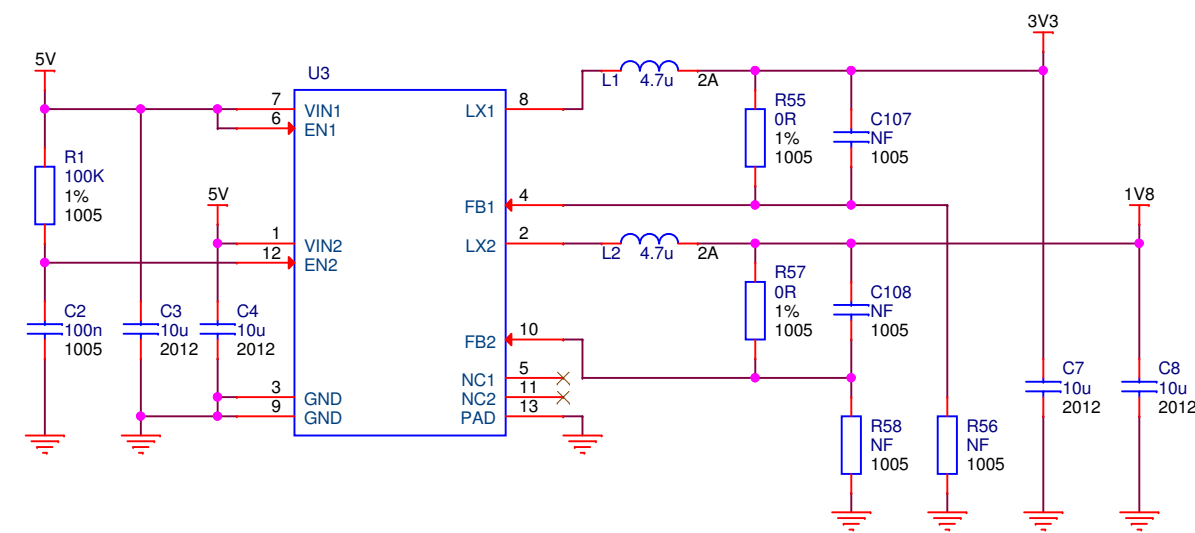 3V3
5V
U3
L1 4.7u 2A
7 VIN1
6 EN1
LX1 8
R55
0R
1%
1005
C107
NF
1005
R1
100K
1%
1005
5V
FB1 4
1V8
1 VIN2
12 EN2
LX2 2
L2 4.7u 2A
R57
0R
1%
1005
C108
NF
1005
C2
100n
1005
C3
10u
2012
C4
10u
2012
FB2 10
NC1 5
NC2 11
PAD 13
3 GND
9 GND
C7
10u
2012
C8
10u
2012
R58
NF
1005
R56
NF
1005